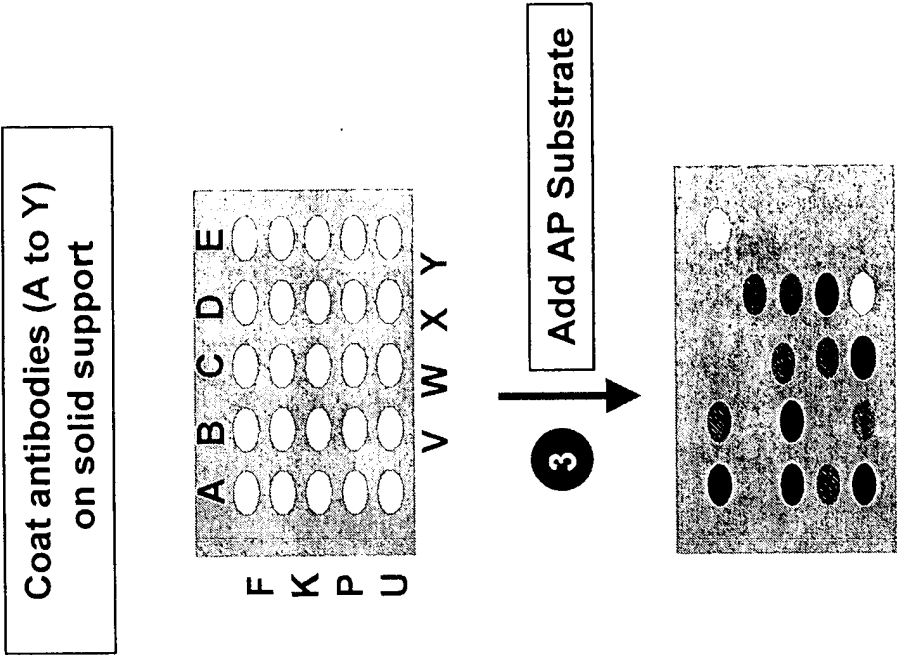 Coat antibodies (A to Y)
on solid support
A B C D E
F
K
P
U
V W X Y
3
Add AP Substrate